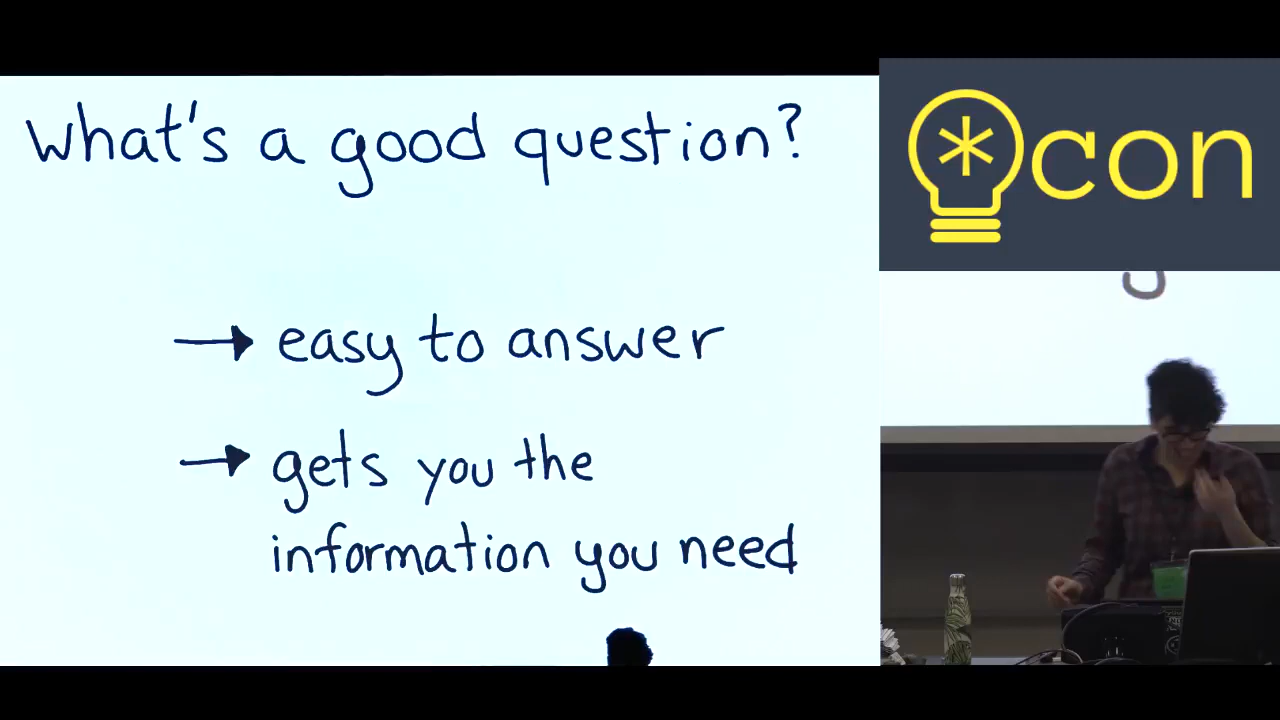 What's a good question?
→ easy to answer
→ gets you the
information you need
*con